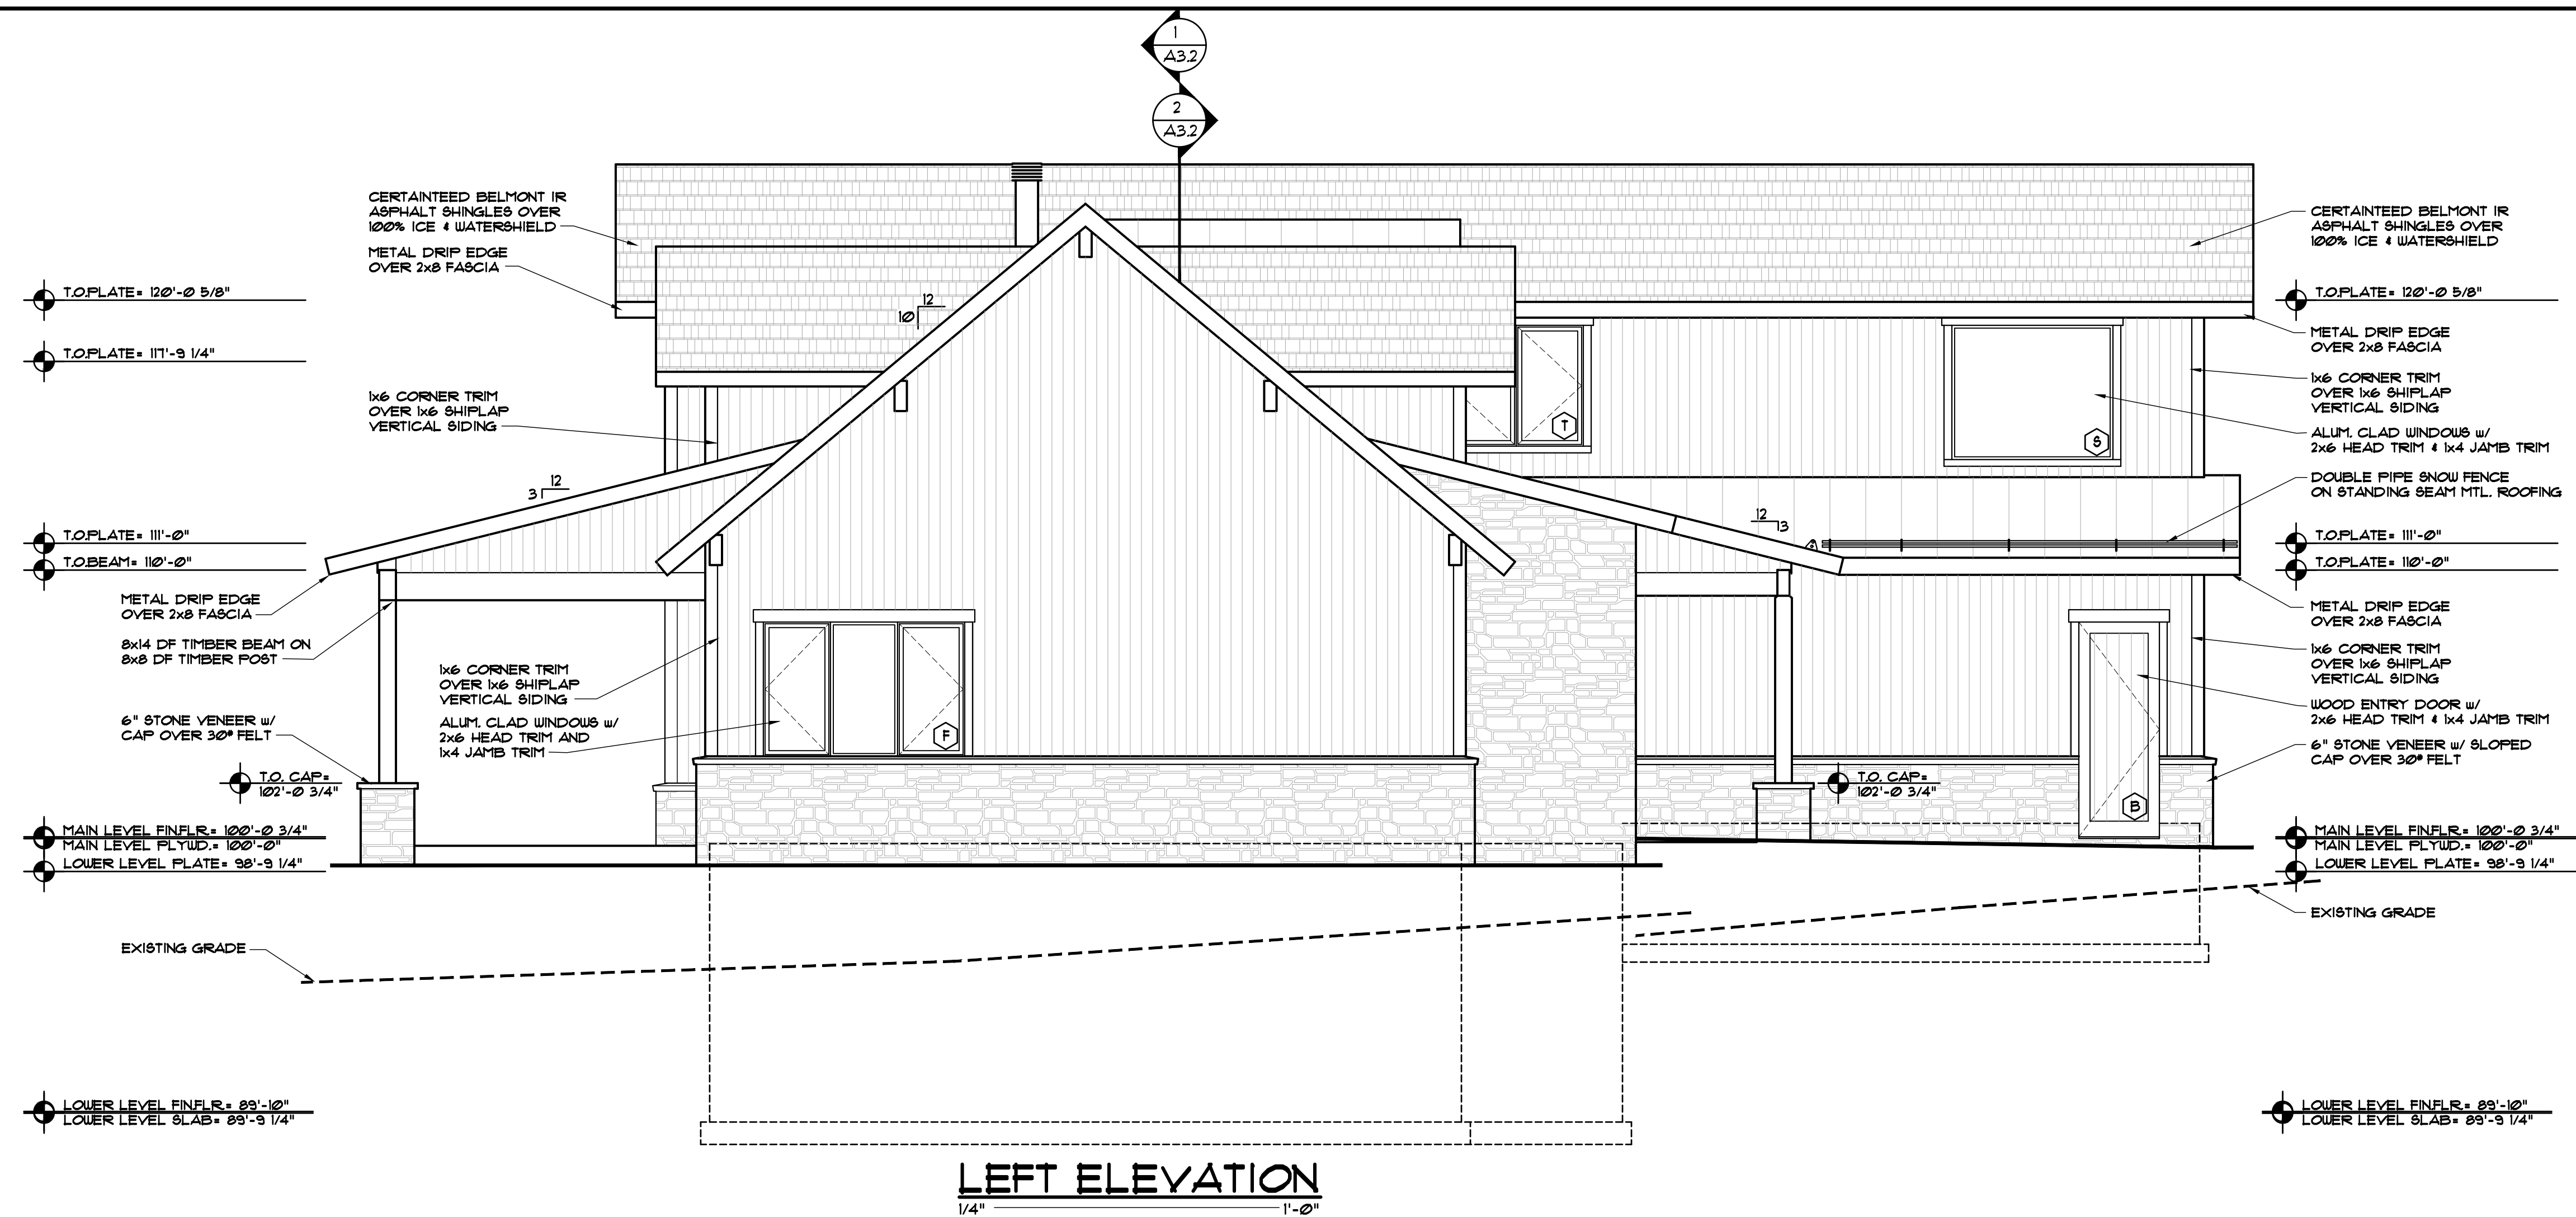 1
A3.2
2
A3.2
CERTAINTEED BELMONT IR
ASPHALT SHINGLES OVER
100% ICE & WATERSHIELD
METAL DRIP EDGE
OVER 2x8 FASCIA
T.O.PLATE= 120'-0 5/8"
T.O.PLATE= 117'-9 1/4"
1x6 CORNER TRIM
OVER 1x6 SHIPLAP
VERTICAL SIDING
12
10
12
3
T.O.PLATE= 111'-0"
T.O.BEAM= 110'-0"
METAL DRIP EDGE
OVER 2x8 FASCIA
8x14 DF TIMBER BEAM ON
8x8 DF TIMBER POST
1x6 CORNER TRIM
OVER 1x6 SHIPLAP
VERTICAL SIDING
ALUM. CLAD WINDOWS w/
2x6 HEAD TRIM AND
1x4 JAMB TRIM
F
6" STONE VENEER w/
CAP OVER 30# FELT
T.O. CAP=
102'-0 3/4"
MAIN LEVEL FIN.FLR.= 100'-0 3/4"
MAIN LEVEL PLYWD.= 100'-0"
LOWER LEVEL PLATE= 98'-9 1/4"
EXISTING GRADE
LOWER LEVEL FIN.FLR.= 89'-10"
LOWER LEVEL SLAB= 89'-9 1/4"
CERTAINTEED BELMONT IR
ASPHALT SHINGLES OVER
100% ICE & WATERSHIELD
T.O.PLATE= 120'-0 5/8"
METAL DRIP EDGE
OVER 2x8 FASCIA
1x6 CORNER TRIM
OVER 1x6 SHIPLAP
VERTICAL SIDING
T
S
ALUM. CLAD WINDOWS w/
2x6 HEAD TRIM & 1x4 JAMB TRIM
DOUBLE PIPE SNOW FENCE
ON STANDING SEAM MTL. ROOFING
12
3
T.O.PLATE= 111'-0"
T.O.PLATE= 110'-0"
METAL DRIP EDGE
OVER 2x8 FASCIA
1x6 CORNER TRIM
OVER 1x6 SHIPLAP
VERTICAL SIDING
WOOD ENTRY DOOR w/
2x6 HEAD TRIM & 1x4 JAMB TRIM
6" STONE VENEER w/ SLOPED
CAP OVER 30# FELT
T.O. CAP=
102'-0 3/4"
B
MAIN LEVEL FIN.FLR.= 100'-0 3/4"
MAIN LEVEL PLYWD.= 100'-0"
LOWER LEVEL PLATE= 98'-9 1/4"
EXISTING GRADE
LOWER LEVEL FIN.FLR.= 89'-10"
LOWER LEVEL SLAB= 89'-9 1/4"
LEFT ELEVATION
1/4" 1'-0"